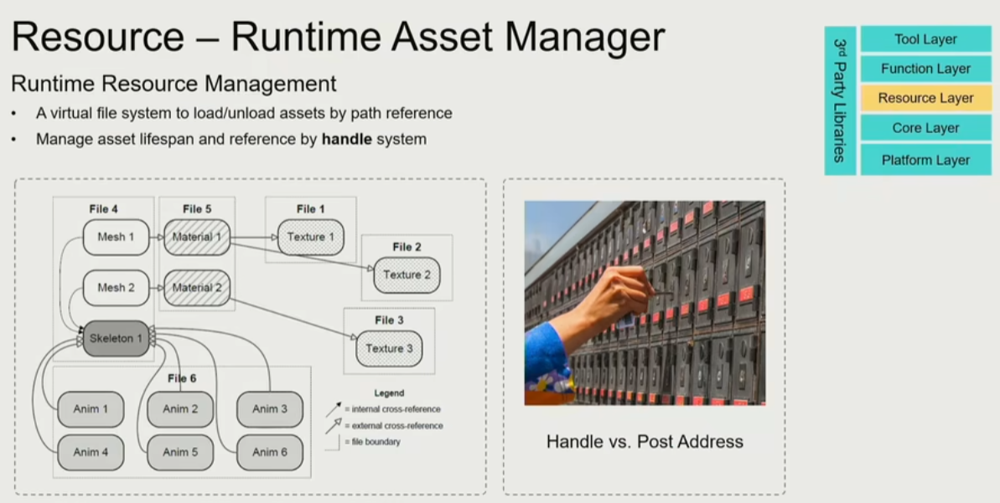 Resource – Runtime Asset Manager
Runtime Resource Management
• A virtual file system to load/unload assets by path reference
• Manage asset lifespan and reference by handle system
3rd Party Libraries
Tool Layer
Function Layer
Resource Layer
Core Layer
Platform Layer
File 4
File 5
File 1
Mesh 1
Material 1
Texture 1
File 2
Texture 2
Mesh 2
Material 2
File 3
Skeleton 1
Texture 3
File 6
Anim 1
Anim 2
Anim 3
Anim 4
Anim 5
Anim 6
Legend
= internal cross-reference
= external cross-reference
= file boundary
Handle vs. Post Address